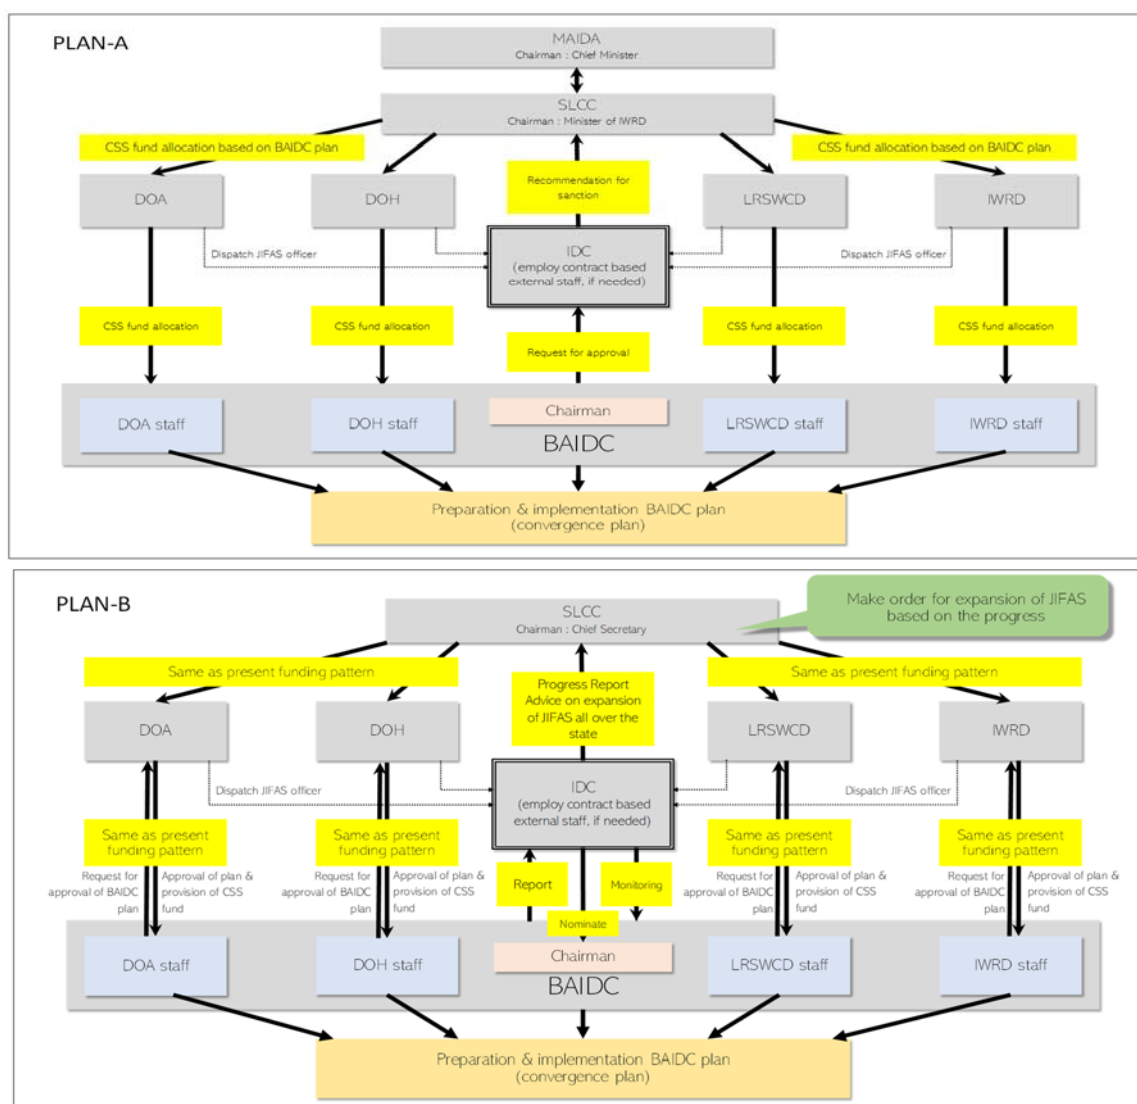 PLAN-A
MAIDA
Chairman : Chief Minister
SLCC
Chairman : Minister of IWRD
CSS fund allocation based on BAIDC plan
CSS fund allocation based on BAIDC plan
Recommendation for
sanction
DOA
DOH
LRSWCD
IWRD
Dispatch JIFAS officer
IDC
(employ contract based
external staff, if needed)
Dispatch JIFAS officer
CSS fund allocation
CSS fund allocation
Request for approval
CSS fund allocation
CSS fund allocation
DOA staff
DOH staff
Chairman
BAIDC
LRSWCD staff
IWRD staff
Preparation & implementation BAIDC plan
(convergence plan)
PLAN-B
SLCC
Chairman : Chief Secretary
Make order for expansion of JIFAS
based on the progress
Same as present funding pattern
Same as present funding pattern
Progress Report
Advice on expansion
of JIFAS all over the
state
DOA
DOH
LRSWCD
IWRD
Dispatch JIFAS officer
IDC
(employ contract based
external staff, if needed)
Dispatch JIFAS officer
Same as present
funding pattern
Same as present
funding pattern
Same as present
funding pattern
Same as present
funding pattern
Request for
approval of BAIDC
plan
Approval of plan &
provision of CSS
fund
Request for
approval of BAIDC
plan
Approval of plan &
provision of CSS
fund
Report
Nominate
Monitoring
Request for
approval of BAIDC
plan
Approval of plan &
provision of CSS
fund
Request for
approval of BAIDC
plan
Approval of plan &
provision of CSS
fund
DOA staff
DOH staff
Chairman
BAIDC
LRSWCD staff
IWRD staff
Preparation & implementation BAIDC plan
(convergence plan)